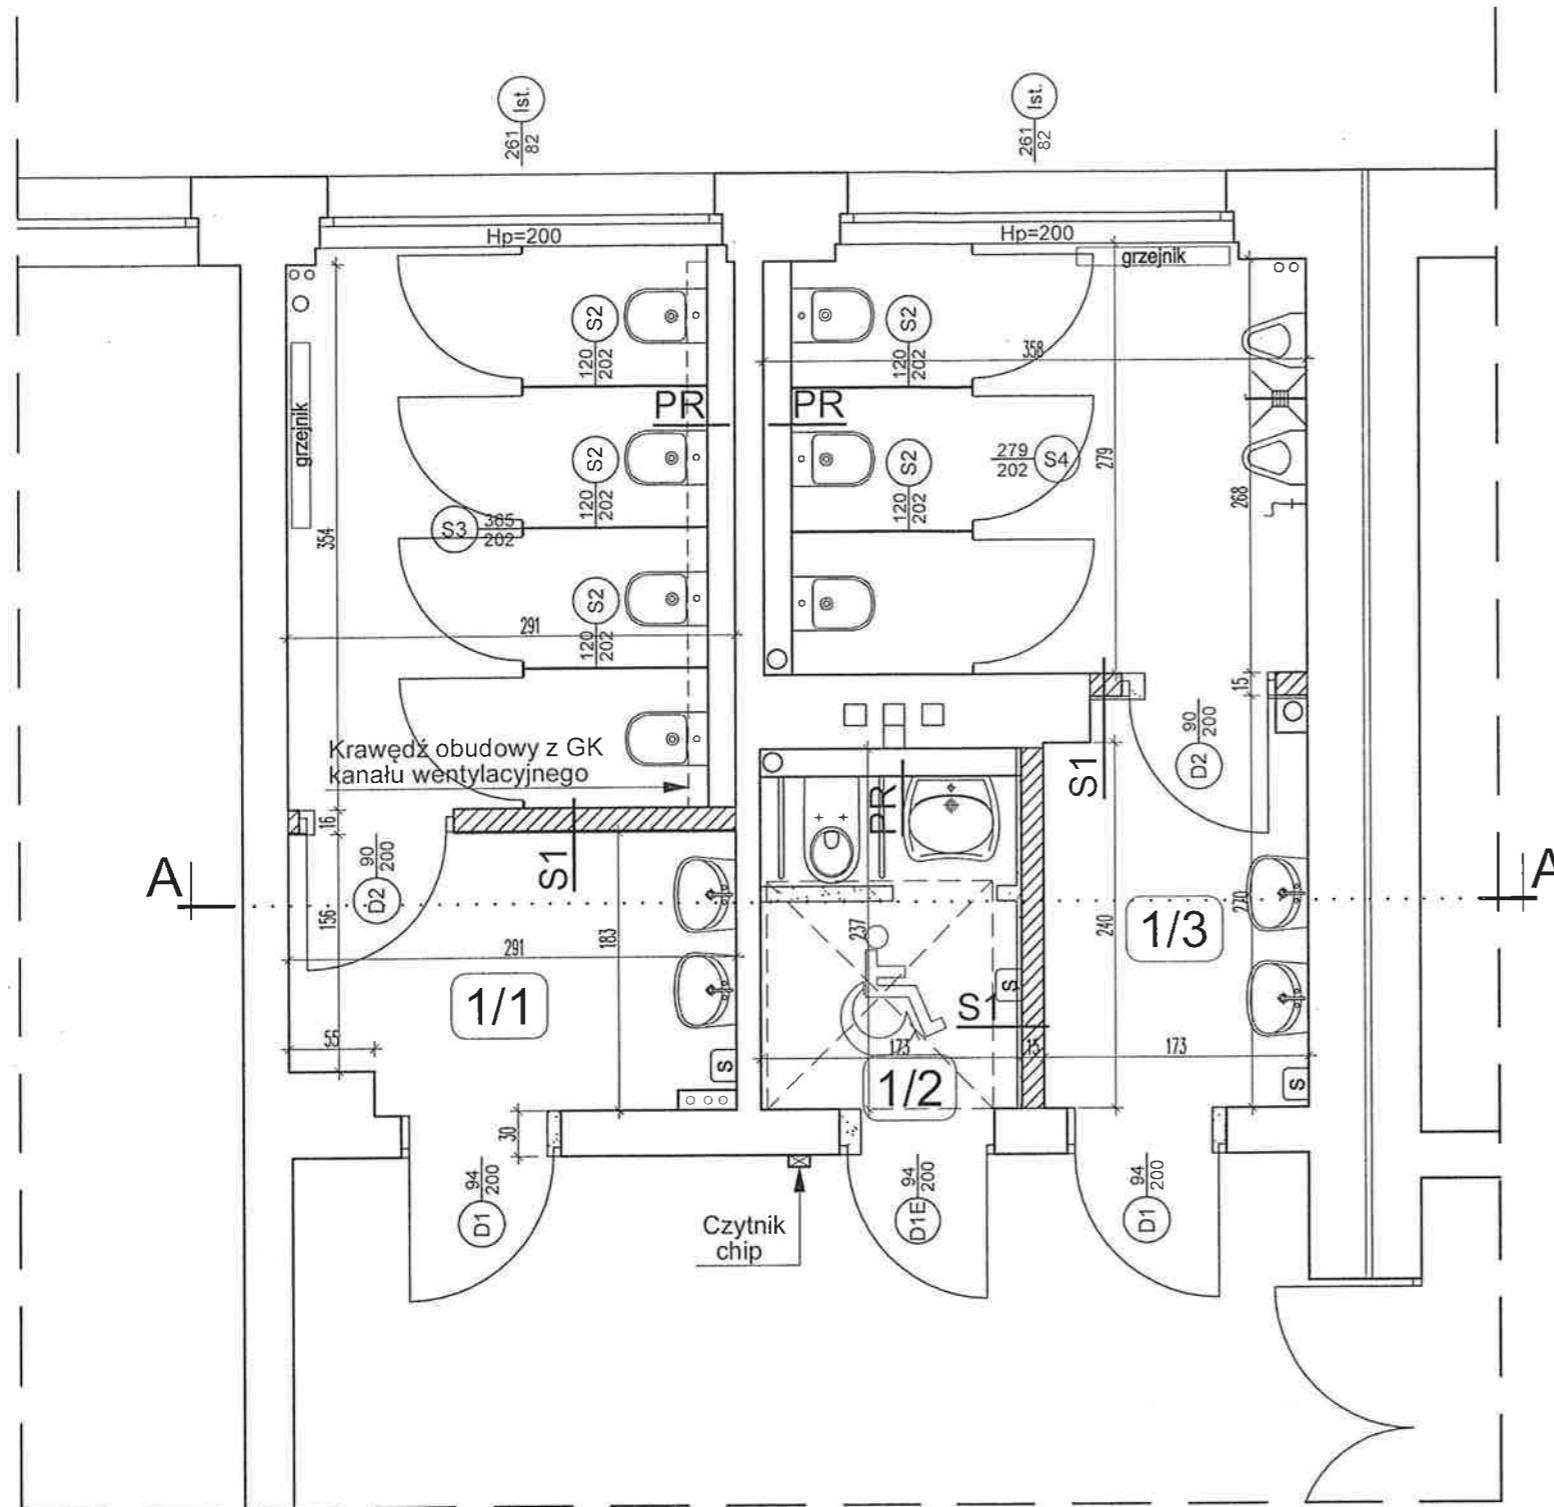 Ist.
261
82
Ist.
261
82
Hp=200
Hp=200
grzejnik
S2
120
202
S2
120
202
358
PR
PR
grzejnik
S2
120
202
S2
120
202
279
202
S4
279
268
S3
365
202
354
S2
120
202
291
15
90
200
D2
S1
Krawędź obudowy z GK
kanału wentylacyjnego
16
90
200
D2
S1
PR
A
A
156
183
237
240
270
1/3
291
1/1
S
S1
55
173
15
173
S
1/2
S
30
94
200
D1
94
200
D1E
94
200
D1
Czytnik
chip